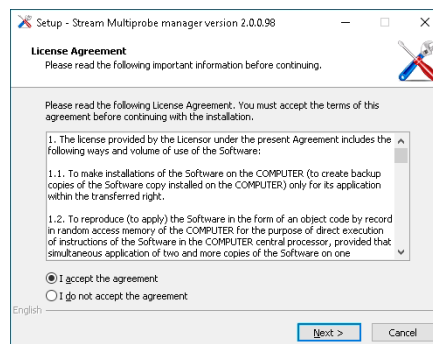 Setup - Stream Multiprobe manager version 2.0.0.98
License Agreement
Please read the following important information before continuing.
Please read the following License Agreement. You must accept the terms of this
agreement before continuing with the installation.
1. The license provided by the Licensor under the present Agreement includes the
following ways and volume of use of the Software:
1.1. To make installations of the Software on the COMPUTER (to create backup
copies of the Software copy installed on the COMPUTER) only for its application
within the transferred right.
1.2. To reproduce (to apply) the Software in the form of an object code by record
in random access memory of the COMPUTER for the purpose of direct execution
of instructions of the Software in the COMPUTER central processor, provided that
simultaneous application of two and more copies of the Software on one
I accept the agreement
I do not accept the agreement
English
Next >
Cancel